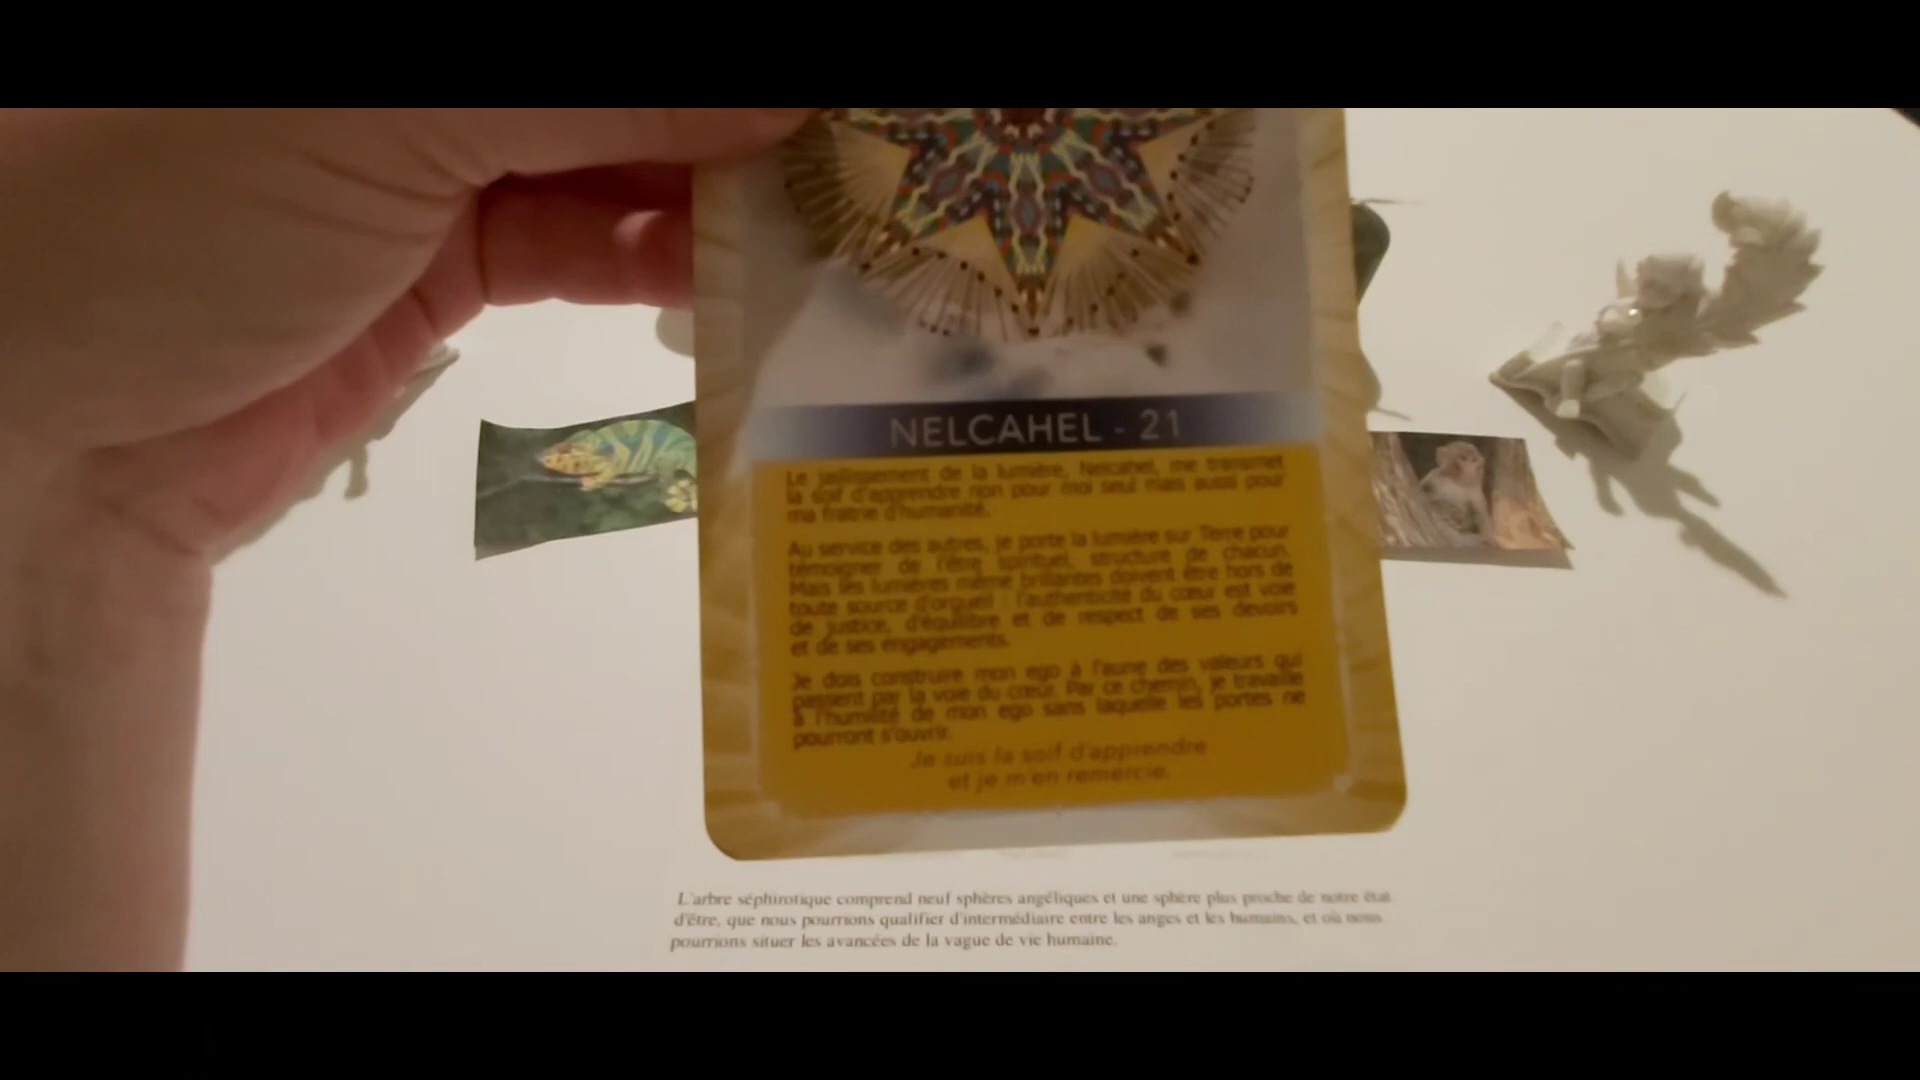 NELCAHEL - 21
Le jaillissement de la lumière, Nelcahel, me transmet
la soif d'apprendre non pour moi seul mais aussi pour
ma fratrie d'humanité.
Au service des autres, je porte la lumière sur Terre pour
témoigner de l'être spirituel, structure de chacun.
Mais les lumières même brillantes doivent être hors de
toute source d'orgueil : l'authenticité du cœur est voie
de justice, d'équilibre et de respect de ses devoirs
et de ses engagements.
Je dois construire mon ego à l'aune des valeurs qui
passent par la voie du cœur. Par ce chemin, je travaille
à l'humilité de mon ego sans laquelle les portes ne
pourront s'ouvrir.
Je suis la soif d'apprendre
et je m'en remercie.
L'arbre séphirotique comprend neuf sphères angéliques et une sphère plus proche de notre état
d'être, que nous pourrions qualifier d'intermédiaire entre les anges et les humains, et où nous
pourrions situer les avancées de la vague de vie humaine.